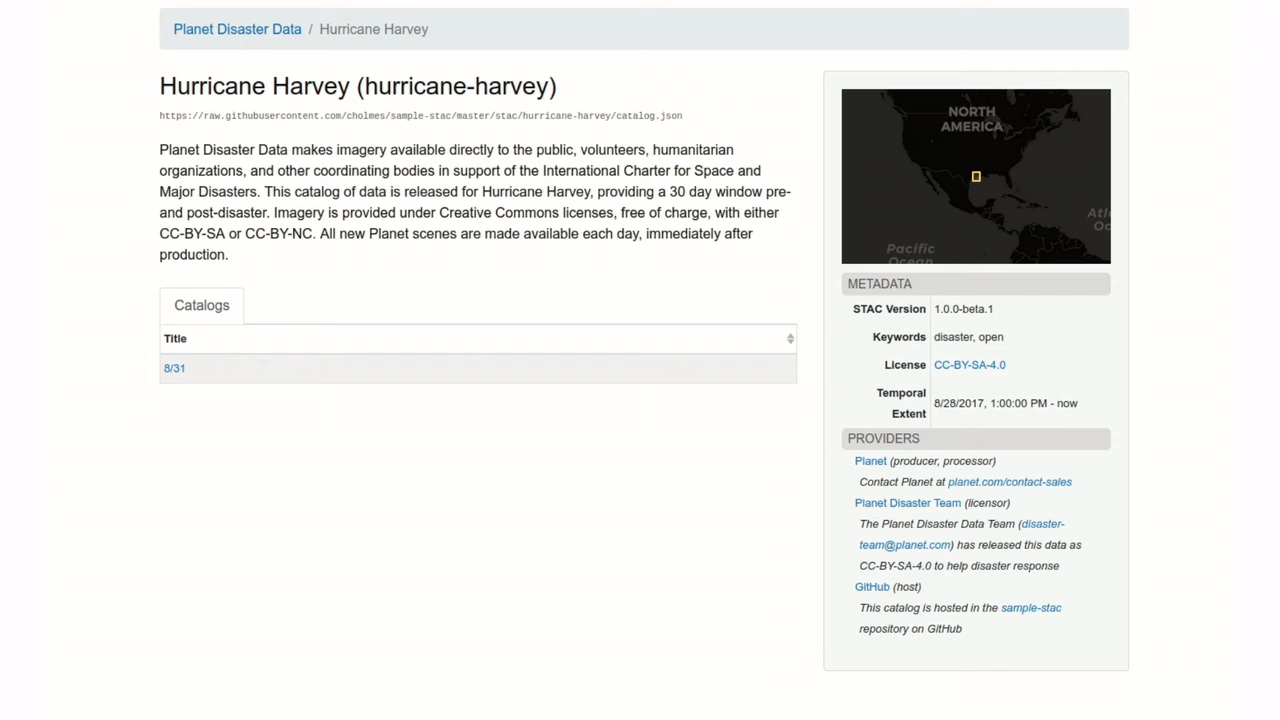 Planet Disaster Data / Hurricane Harvey
Hurricane Harvey (hurricane-harvey)
https://raw.githubusercontent.com/cholmes/sample-stac/master/stac/hurricane-harvey/catalog.json
Planet Disaster Data makes imagery available directly to the public, volunteers, humanitarian
organizations, and other coordinating bodies in support of the International Charter for Space and
Major Disasters. This catalog of data is released for Hurricane Harvey, providing a 30 day window pre-
and post-disaster. Imagery is provided under Creative Commons licenses, free of charge, with either
CC-BY-SA or CC-BY-NC. All new Planet scenes are made available each day, immediately after
production.
Catalogs
Title
8/31
NORTH
AMERICA
Atl
Oc
Pacific
Ocean
METADATA
STAC Version 1.0.0-beta.1
Keywords disaster, open
License CC-BY-SA-4.0
Temporal
Extent 8/28/2017, 1:00:00 PM - now
PROVIDERS
Planet (producer, processor)
Contact Planet at planet.com/contact-sales
Planet Disaster Team (licensor)
The Planet Disaster Data Team (disaster-
team@planet.com) has released this data as
CC-BY-SA-4.0 to help disaster response
GitHub (host)
This catalog is hosted in the sample-stac
repository on GitHub